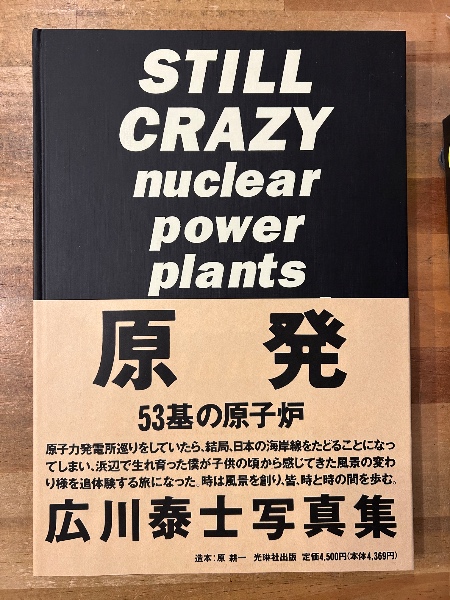 STILL
CRAZY
nuclear
power
plants
原発
53基の原子炉
原子力発電所巡りをしていたら、結局、日本の海岸線をたどることになっ
てしまい、浜辺で生れ育った僕が子供の頃から感じてきた風景の変わ
り様を追体験する旅になった。時は風景を創り、皆、時と時の間を歩む。
広川泰士写真集
造本:原 耕一 光琳社出版 定価4,500円(本体4,369円)